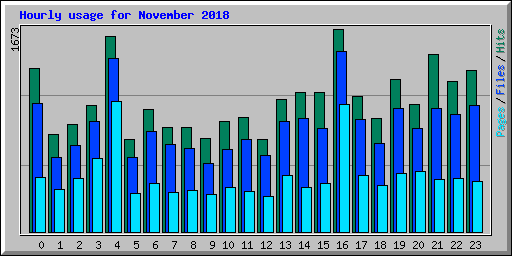 Hourly usage for November 2018
1673
Pages/Files/Hits
0 1 2 3 4 5 6 7 8 9 10 11 12 13 14 15 16 17 18 19 20 21 22 23